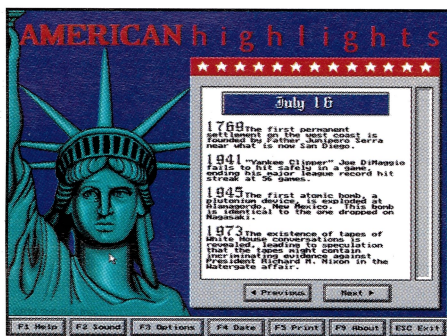 AMERICAN highlights
July 16
1769 The first permanent
settlement on the west coast is
founded by Father Junipero Serra
near what is now San Diego.
1941 "Yankee Clipper" Joe DiMaggio
fails to hit safely in a game,
ending his major league record hit
streak at 56 games.
1945 The first atomic bomb, a
plutonium device, is exploded at
Alamagordo, New Mexico. This bomb
is identical to the one dropped on
Nagasaki.
1973 The existence of tapes of
White House conversations is
revealed, leading to speculation
that the tapes might contain
incriminating evidence against
President Richard M. Nixon in the
Watergate affair.
◄ Previous Next ►
F1 Help F2 Sound F3 Options F4 Date F5 Print F9 About ESC Exit